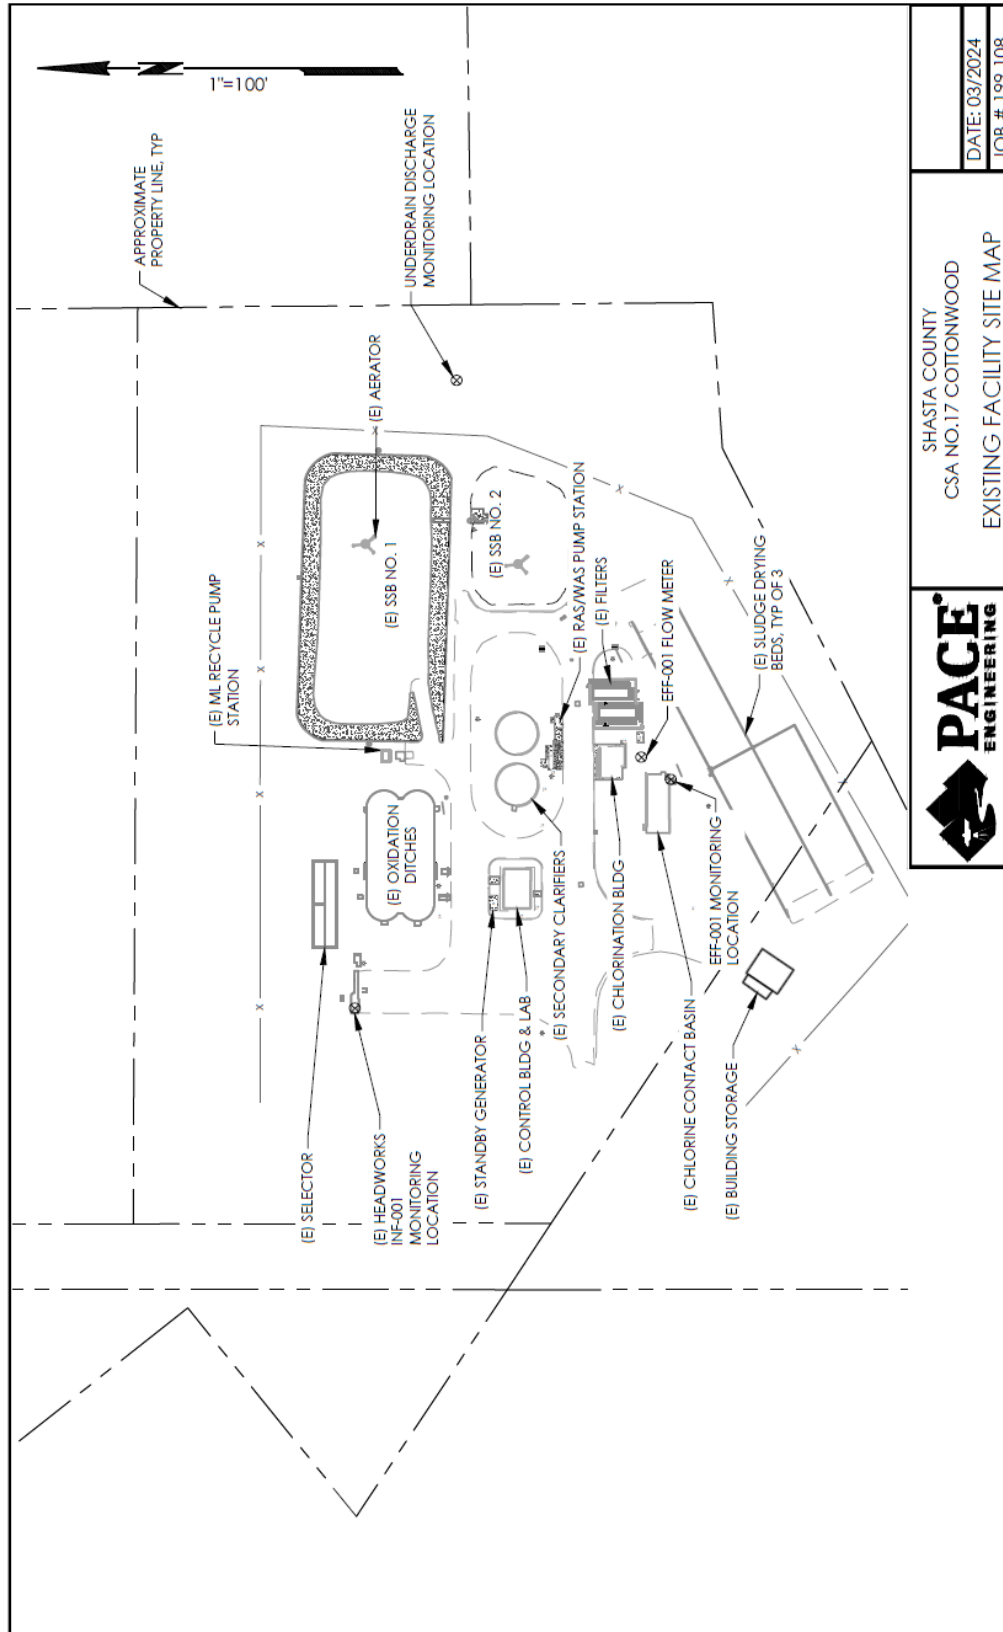 N
1"=100'
APPROXIMATE
PROPERTY LINE, TYP
UNDERDRAIN DISCHARGE
MONITORING LOCATION
(E) AERATOR
(E) SSB NO. 1
(E) SSB NO. 2
(E) ML RECYCLE PUMP
STATION
(E) RAS/WAS PUMP STATION
(E) FILTERS
EFF-001 FLOW METER
(E) SLUDGE DRYING
BEDS, TYP OF 3
(E) OXIDATION
DITCHES
(E) SELECTOR
(E) HEADWORKS
INF-001
MONITORING
LOCATION
(E) STANDBY GENERATOR
(E) CONTROL BLDG & LAB
(E) SECONDARY CLARIFIERS
(E) CHLORINATION BLDG
EFF-001 MONITORING
LOCATION
(E) CHLORINE CONTACT BASIN
(E) BUILDING STORAGE
X
X
X
X
X
X
X
X
PACE®
ENGINEERING
SHASTA COUNTY
CSA NO.17 COTTONWOOD
EXISTING FACILITY SITE MAP
DATE: 03/2024
JOB # 199.108